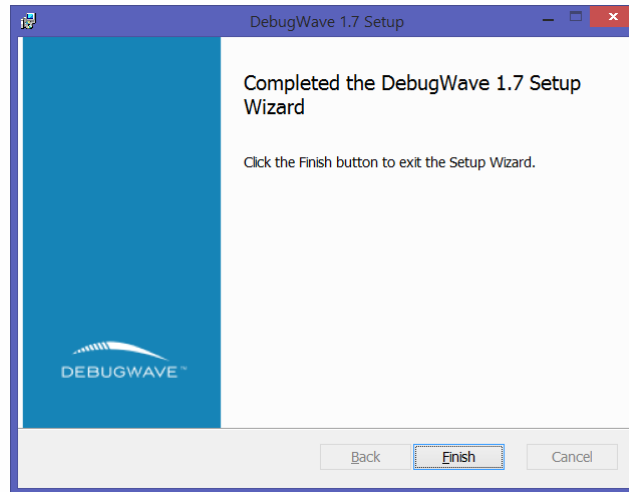 DebugWave 1.7 Setup
Completed the DebugWave 1.7 Setup
Wizard
Click the Finish button to exit the Setup Wizard.
DEBUGWAVE™
Back
Finish
Cancel